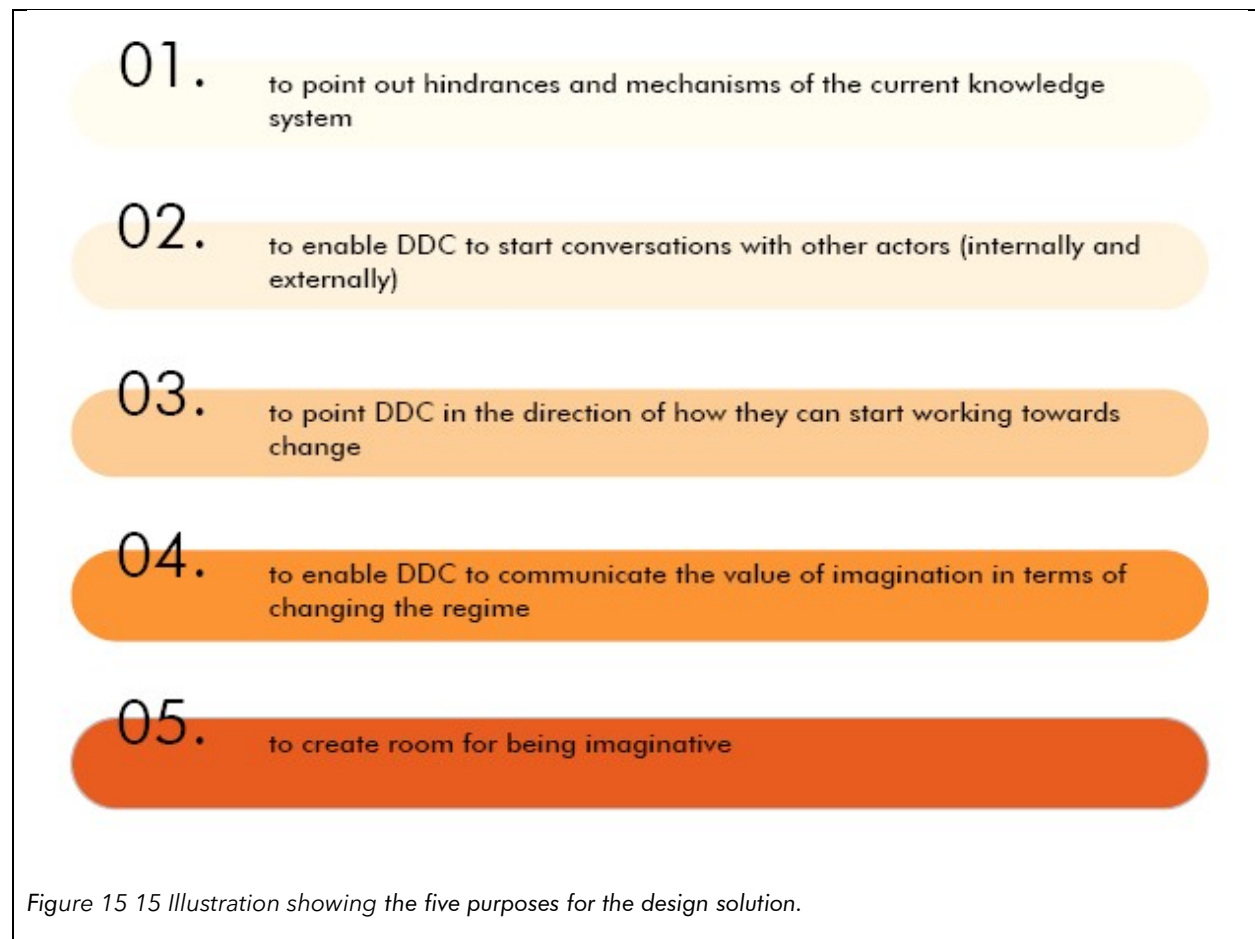 01.
to point out hindrances and mechanisms of the current knowledge
system
02.
to enable DDC to start conversations with other actors (internally and
externally)
03.
to point DDC in the direction of how they can start working towards
change
04.
to enable DDC to communicate the value of imagination in terms of
changing the regime
05.
to create room for being imaginative
Figure 15 15 Illustration showing the five purposes for the design solution.